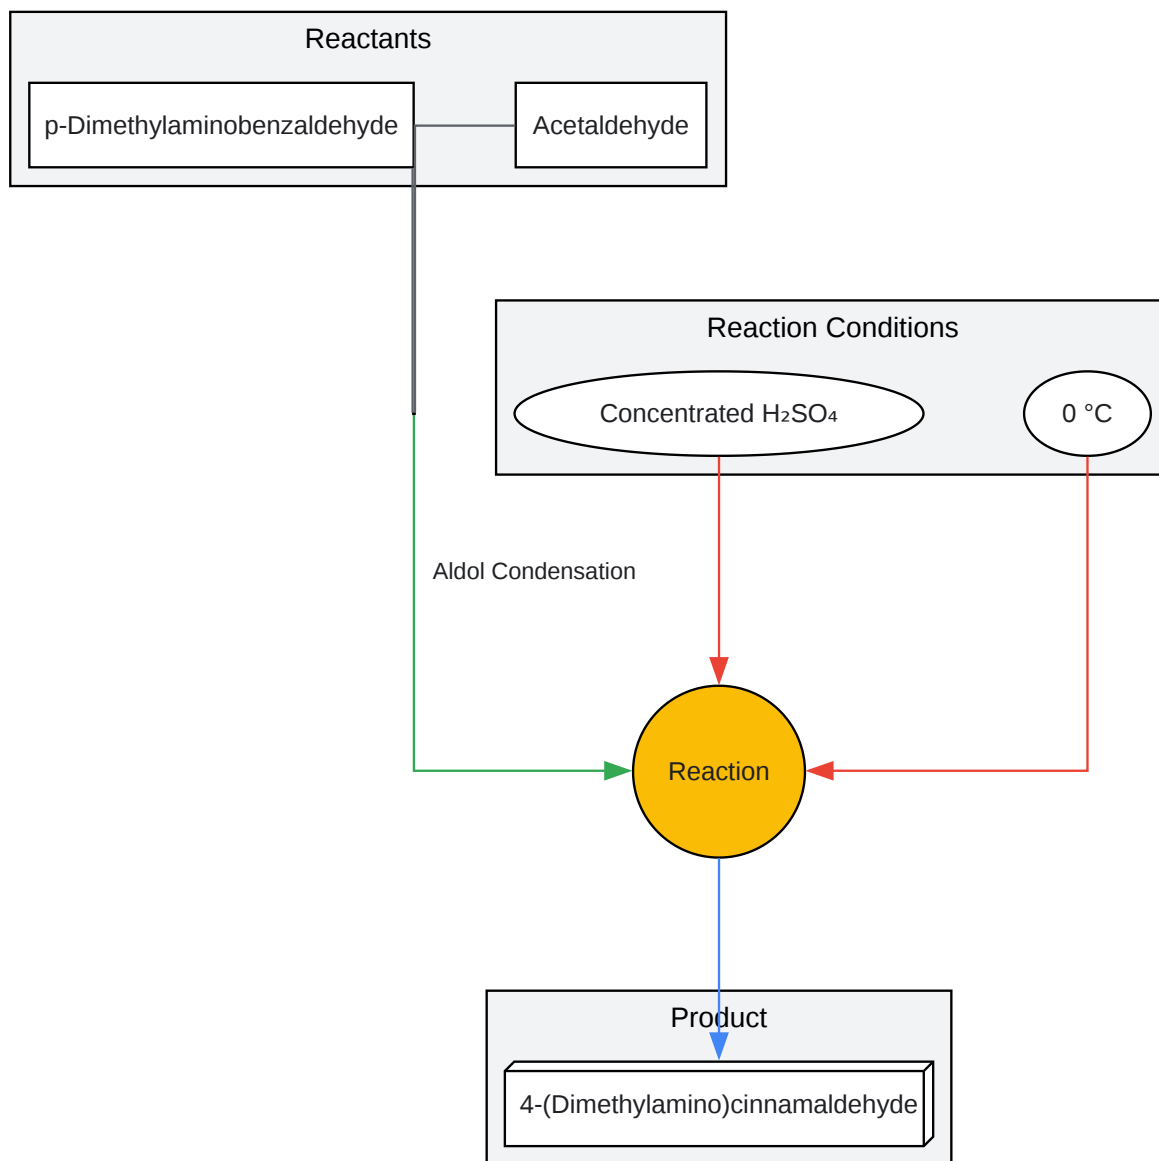 Reactants
p-Dimethylaminobenzaldehyde
Acetaldehyde
Reaction Conditions
Concentrated H₂SO₄
0 °C
Aldol Condensation
Reaction
Product
4-(Dimethylamino)cinnamaldehyde